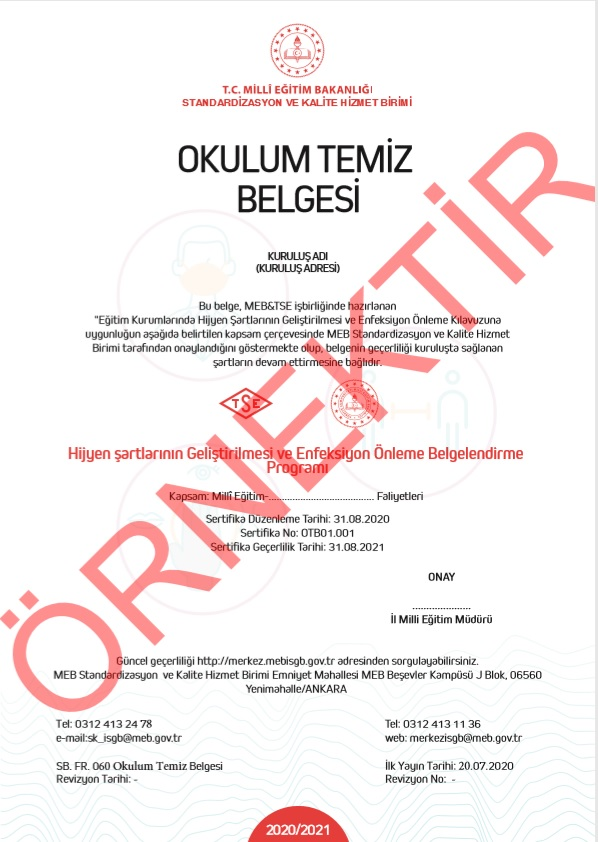 T.C. MİLLÎ EĞİTİM BAKANLIĞI
STANDARDİZASYON VE KALİTE HİZMET BİRİMİ
OKULUM TEMİZ
BELGESİ
KURULUŞ ADI
(KURULUŞ ADRESİ)
Bu belge, MEB&TSE işbirliğinde hazırlanan
"Eğitim Kurumlarında Hijyen Şartlarının Geliştirilmesi ve Enfeksiyon Önleme Kılavuzuna
uygunluğun aşağıda belirtilen kapsam çerçevesinde MEB Standardizasyon ve Kalite Hizmet
Birimi tarafından onaylandığını göstermekte olup, belgenin geçerliliği kuruluşta sağlanan
şartların devam ettirmesine bağlıdır.
TSE
Hijyen şartlarının Geliştirilmesi ve Enfeksiyon Önleme Belgelendirme
Programı
Kapsam: Millî Eğitim-........................................ Faliyetleri
Sertifika Düzenleme Tarihi: 31.08.2020
Sertifika No: OTB01.001
Sertifika Geçerlilik Tarihi: 31.08.2021
ONAY
......................
İl Milli Eğitim Müdürü
ÖRNEKTİR
Güncel geçerliliği http://merkez.mebisgb.gov.tr adresinden sorgulayabilirsiniz.
MEB Standardizasyon ve Kalite Hizmet Birimi Emniyet Mahallesi MEB Beşevler Kampüsü J Blok, 06560
Yenimahalle/ANKARA
Tel: 0312 413 24 78
e-mail:sk_isgb@meb.gov.tr
Tel: 0312 413 11 36
web: merkezisgb@meb.gov.tr
SB. FR. 060 Okulum Temiz Belgesi
Revizyon Tarihi: -
İlk Yayın Tarihi: 20.07.2020
Revizyon No: -
2020/2021